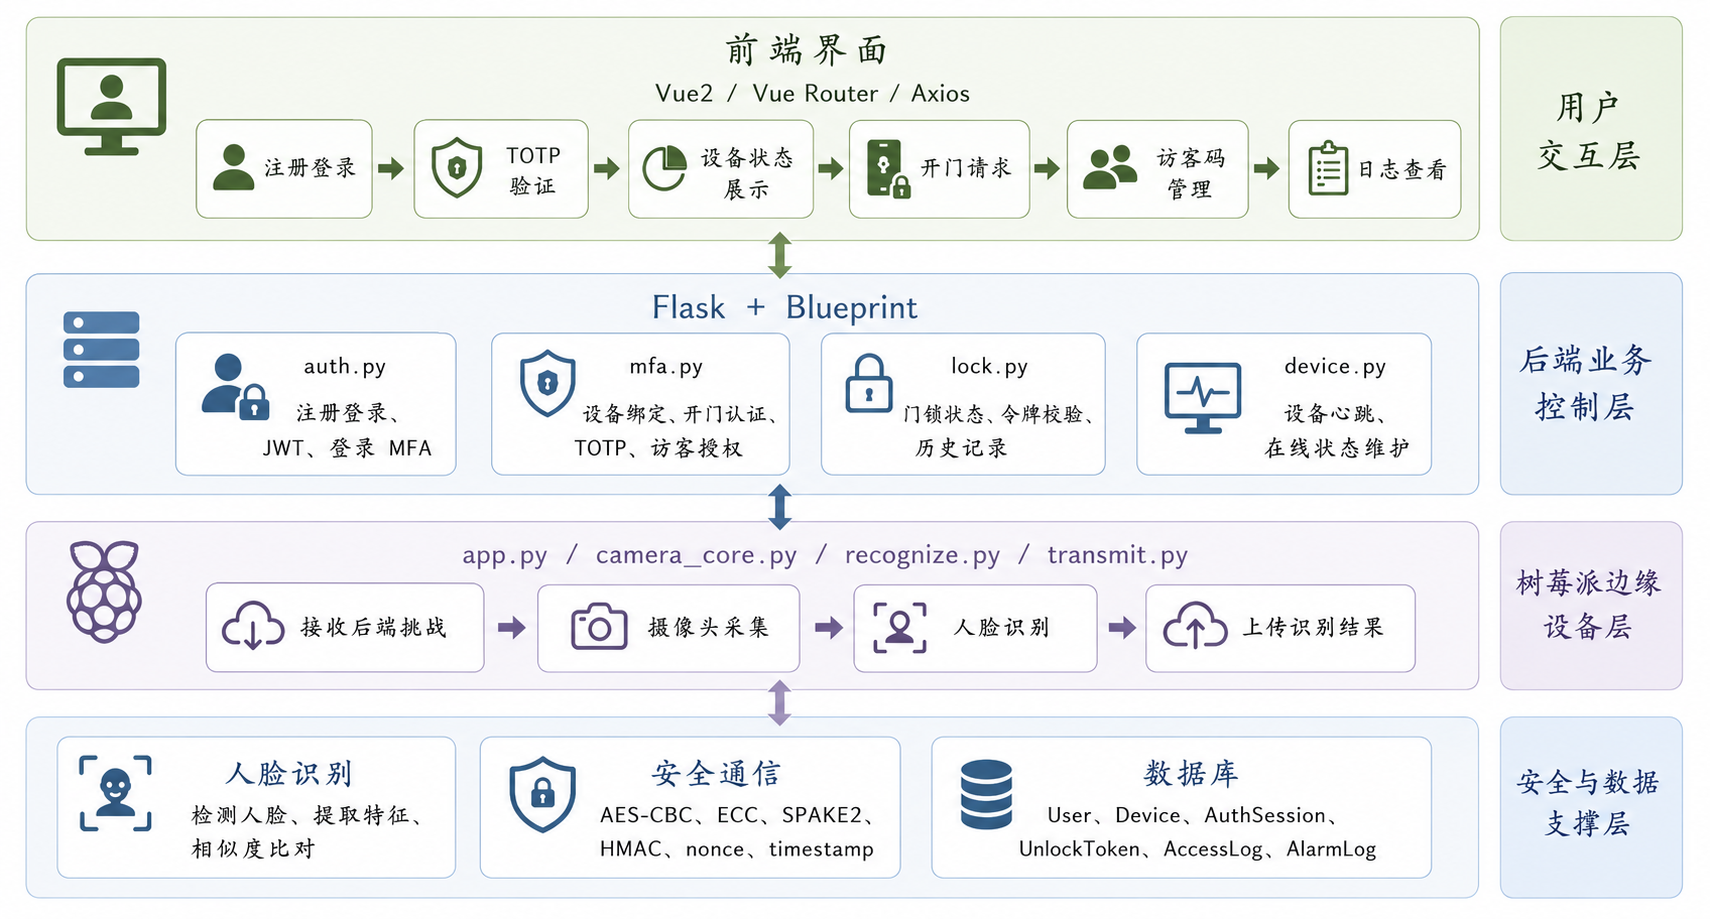 前端界面
Vue2 / Vue Router / Axios
注册登录
TOTP
验证
设备状态
展示
开门请求
访客码
管理
日志查看
用户
交互层
Flask + Blueprint
auth.py
注册登录、
JWT、登录 MFA
mfa.py
设备绑定、开门认证、
TOTP、访客授权
lock.py
门锁状态、令牌校验、
历史记录
device.py
设备心跳、
在线状态维护
后端业务
控制层
app.py / camera_core.py / recognize.py / transmit.py
接收后端挑战
摄像头采集
人脸识别
上传识别结果
树莓派边缘
设备层
人脸识别
检测人脸、提取特征、
相似度比对
安全通信
AES-CBC、ECC、SPAKE2、
HMAC、nonce、timestamp
数据库
User、Device、AuthSession、
UnlockToken、AccessLog、AlarmLog
安全与数据
支撑层